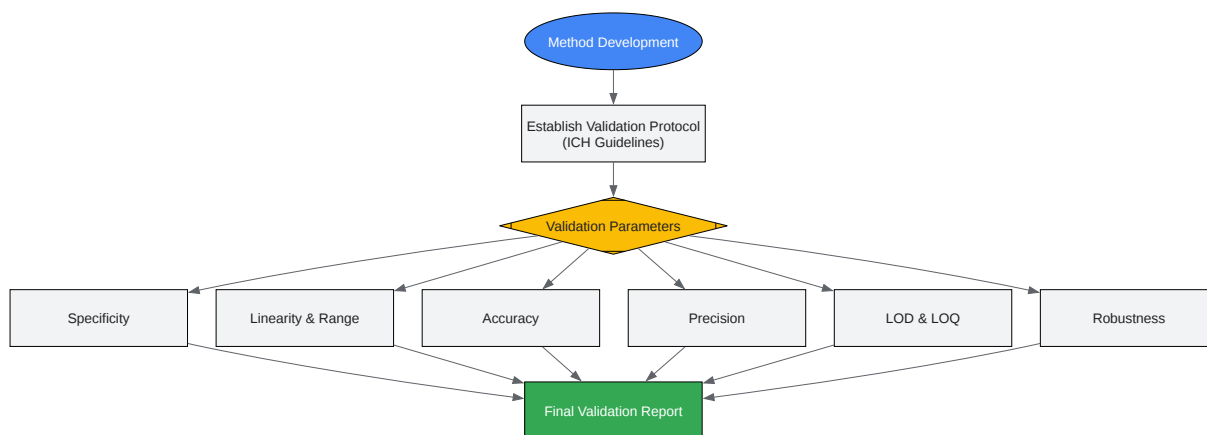 Method Development
Establish Validation Protocol
(ICH Guidelines)
Validation Parameters
Specificity
Linearity & Range
Accuracy
Precision
LOD & LOQ
Robustness
Final Validation Report